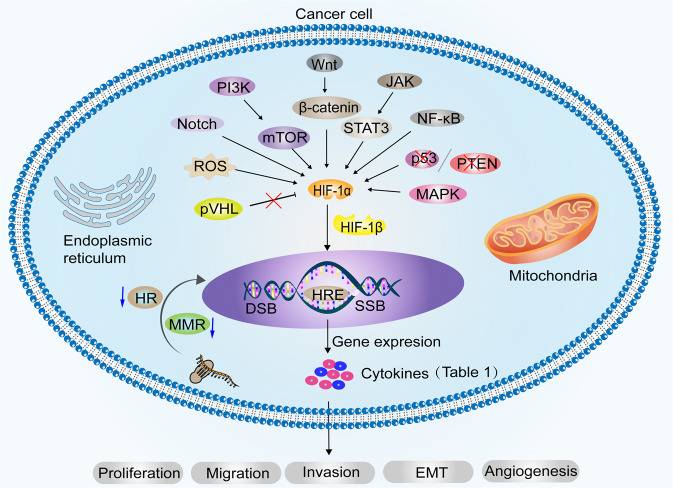 Cancer cell
Wnt
PI3K
JAK
β-catenin
Notch
mTOR
STAT3
NF-κB
ROS
p53
/
PTEN
HIF-1α
MAPK
pVHL
HIF-1β
Endoplasmic
reticulum
Mitochondria
HR
MMR
DSB
HRE
SSB
Gene expresion
Cytokines (Table 1)
Proliferation
Migration
Invasion
EMT
Angiogenesis